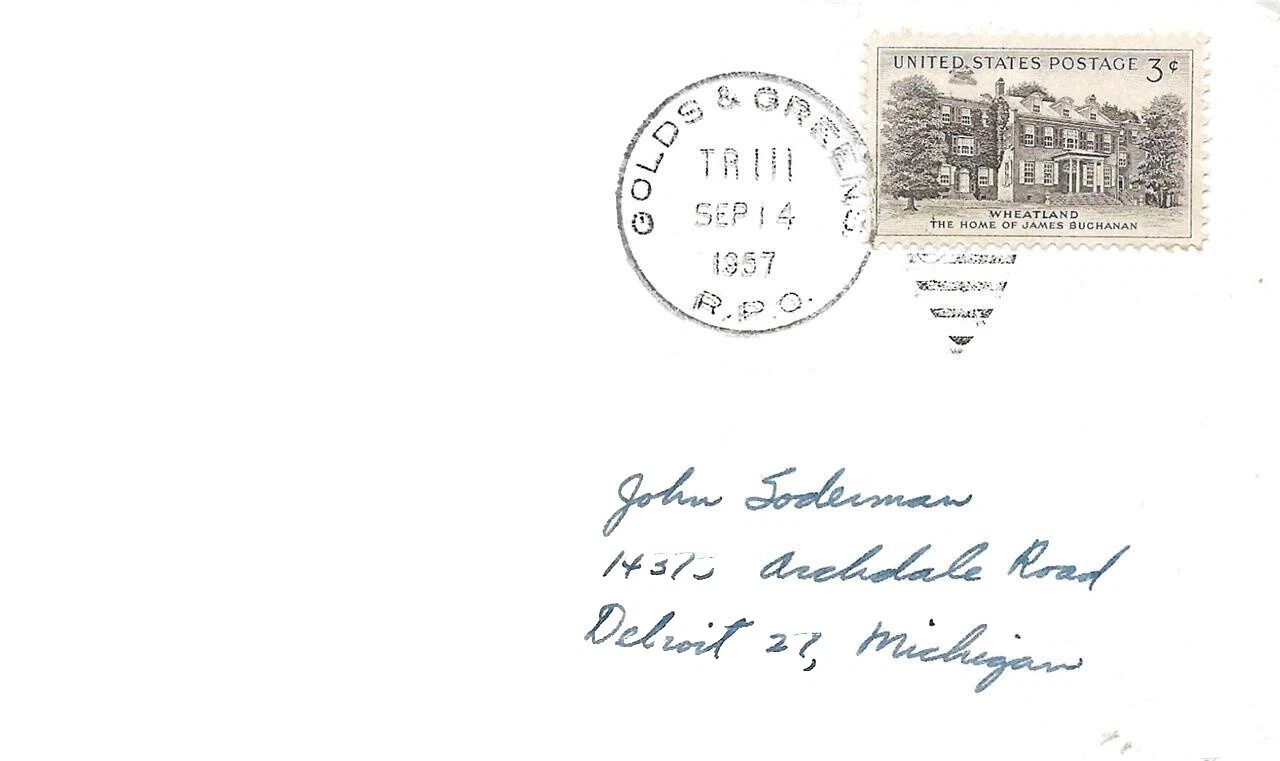 UNITED STATES POSTAGE 3¢
WHEATLAND
THE HOME OF JAMES BUCHANAN
GOLDS & GREENS
TR 111
SEP 14
1957
R.P.O.
John Soderman
14375 Archdale Road
Detroit 27, Michigan